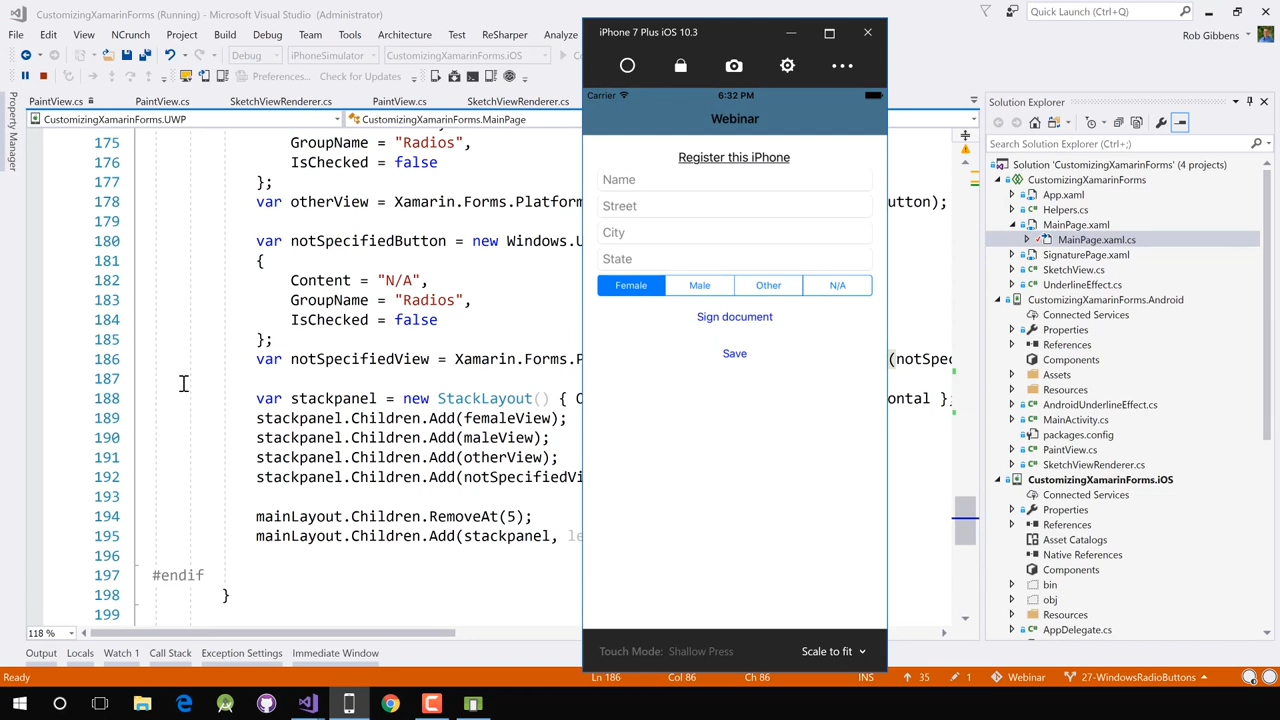 CustomizingXamarinForms (Running) - Microsoft Visual Studio (Administrator)
Quick Launch (Ctrl+Q)
File Edit View NCrunch Project Build Debug Team Tools Architecture Test ReSharper Analyze
Rob Gibbens
Debug iPhoneSimulator CustomizingXamarinForms.iOS
Preferences... Check for Updates
PaintView.cs PaintView.cs SketchViewRenderer.cs PaintView.cs SketchViewRenderer.cs
CustomizingXamarinForms.UWP CustomizingXamarinForms.MainPage
Property Manager
175 GroupName = "Radios",
176 IsChecked = false
177 };
178 var otherView = Xamarin.Forms.Platform utton);
179
180 var notSpecifiedButton = new Windows.U
181 {
182 Content = "N/A",
183 GroupName = "Radios",
184 IsChecked = false
185 };
186 var notSpecifiedView = Xamarin.Forms.P (notSpec
187
188 var stackpanel = new StackLayout() { O ontal };
189 stackpanel.Children.Add(femaleView);
190 stackpanel.Children.Add(maleView);
191 stackpanel.Children.Add(otherView);
192 stackpanel.Children.Add(notSpecifiedVi
193
194 mainLayout.Children.RemoveAt(5);
195 mainLayout.Children.Add(stackpanel, le
196
197 #endif
198 }
199
118 %
iPhone 7 Plus iOS 10.3
Carrier 6:32 PM
Webinar
Register this iPhone
Name
Street
City
State
Female Male Other N/A
Sign document
Save
Touch Mode: Shallow Press Scale to fit
Solution Explorer
Search Solution Explorer (Ctrl+;)
Solution 'CustomizingXamarinForms' (4 projects)
CustomizingXamarinForms
App.xaml
Helpers.cs
MainPage.xaml
MainPage.xaml.cs
SignaturePage.xaml
SketchView.cs
UnderlineEffect.cs
CustomizingXamarinForms.Android
Connected Services
Properties
References
Components
Assets
Resources
AndroidUnderlineEffect.cs
MainActivity.cs
packages.config
PaintView.cs
SketchViewRenderer.cs
CustomizingXamarinForms.iOS
Connected Services
Properties
References
Asset Catalogs
Native References
Components
bin
obj
Resources
AppDelegate.cs
Output Locals Watch 1 Call Stack Exception Settings Immediate Window
Ready Ln 186 Col 86 Ch 86 INS 35 1 Webinar 27-WindowsRadioButtons